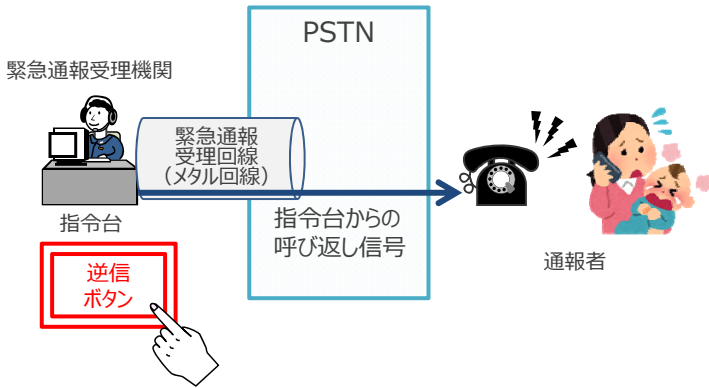 PSTN
緊急通報受理機関
緊急通報
受理回線
（メタル回線）
指令台
指令台からの
呼び返し信号
通報者
逆信
ボタン